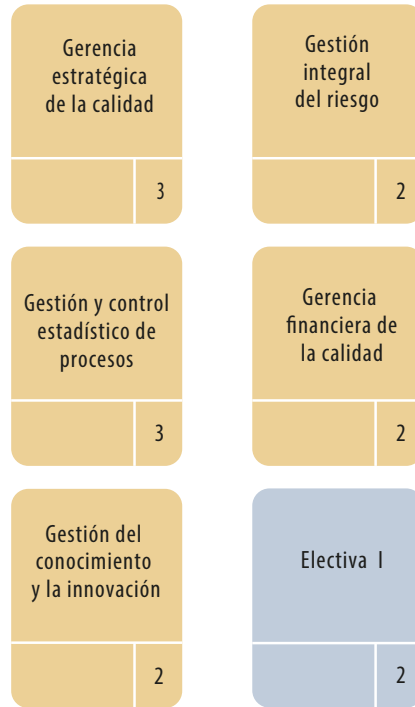 Gerencia
estratégica
de la calidad
3
Gestión
integral
del riesgo
2
Gestión y control
estadístico de
procesos
3
Gerencia
financiera de
la calidad
2
Gestión del
conocimiento
y la innovación
2
Electiva I
2